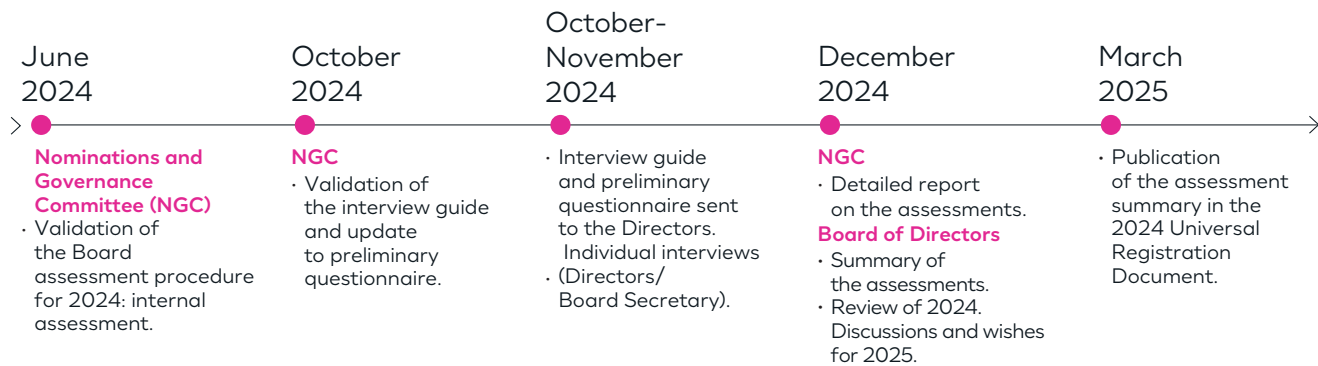 June
2024
Nominations and
Governance
Committee (NGC)
· Validation of
the Board
assessment procedure
for 2024: internal
assessment.
October
2024
NGC
· Validation of
the interview guide
and update
to preliminary
questionnaire.
October-
November
2024
· Interview guide
and preliminary
questionnaire sent
to the Directors.
Individual interviews
· (Directors/
Board Secretary).
December
2024
NGC
· Detailed report
on the assessments.
Board of Directors
· Summary of
the assessments.
· Review of 2024.
Discussions and wishes
for 2025.
March
2025
· Publication
of the assessment
summary in the
2024 Universal
Registration
Document.